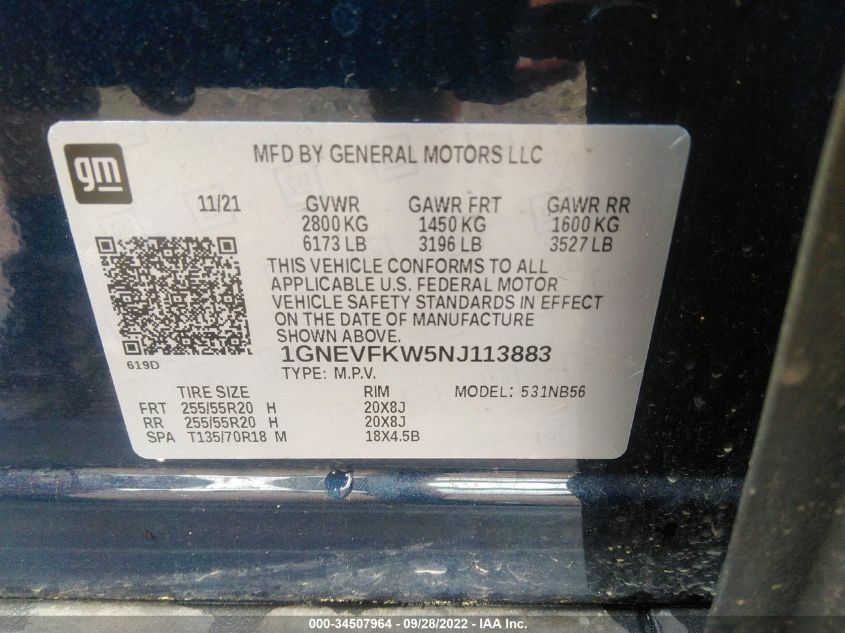 gm
MFD BY GENERAL MOTORS LLC
11/21 GVWR GAWR FRT GAWR RR
2800 KG 1450 KG 1600 KG
6173 LB 3196 LB 3527 LB
THIS VEHICLE CONFORMS TO ALL
APPLICABLE U.S. FEDERAL MOTOR
VEHICLE SAFETY STANDARDS IN EFFECT
ON THE DATE OF MANUFACTURE
SHOWN ABOVE.
619D
1GNEVFKW5NJ113883
TYPE: M.P.V.
TIRE SIZE RIM MODEL: 531NB56
FRT 255/55R20 H 20X8J
RR 255/55R20 H 20X8J
SPA T135/70R18 M 18X4.5B
000-34507964 - 09/28/2022 - IAA Inc.